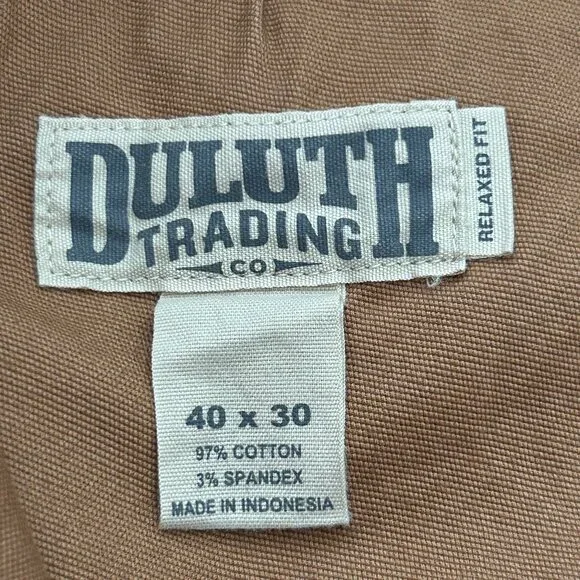 DULUTH
TRADING
CO
RELAXED FIT
40 x 30
97% COTTON
3% SPANDEX
MADE IN INDONESIA